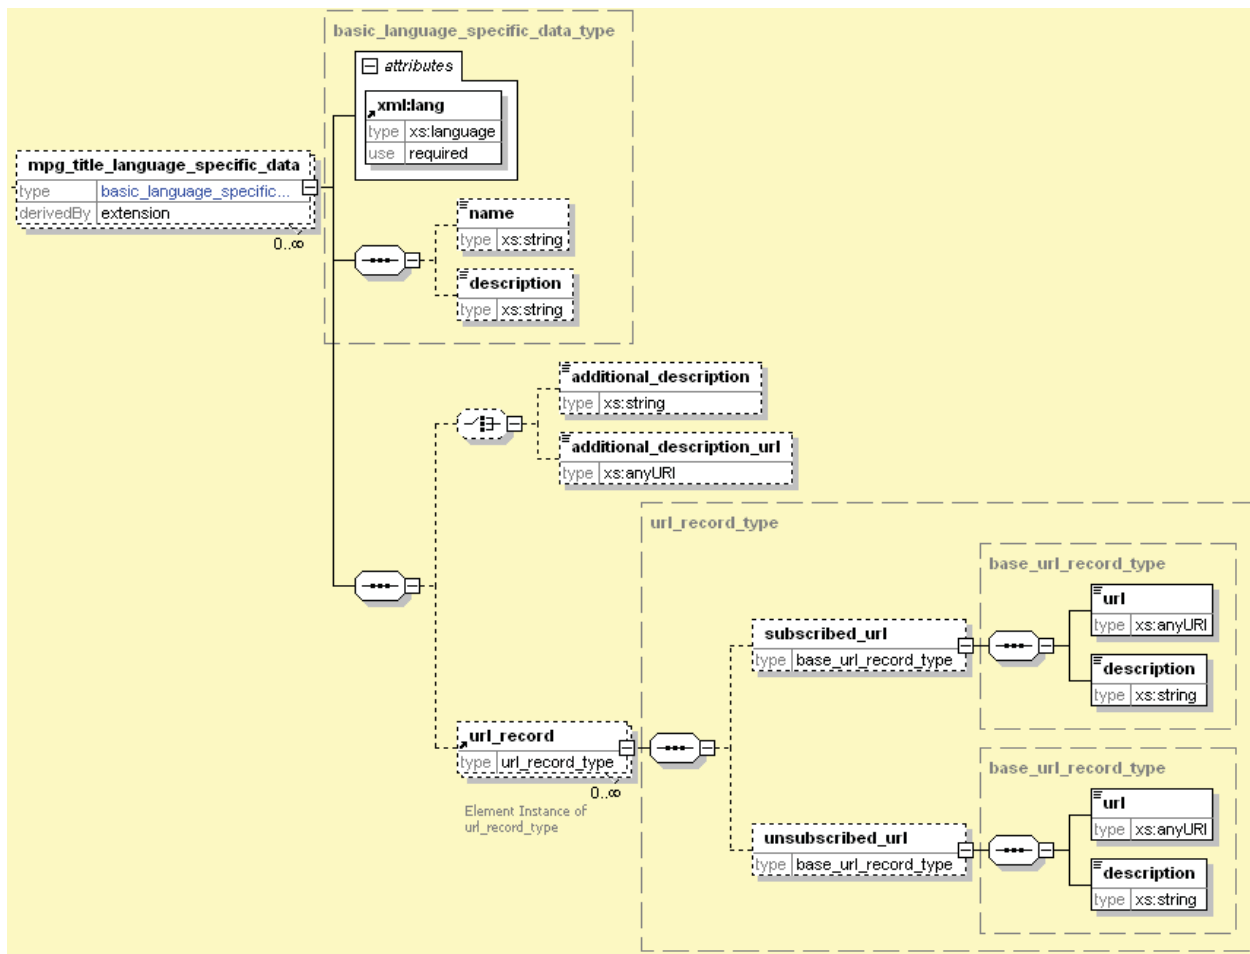 basic_language_specific_data_type
attributes
xml:lang
type xs:language
use required
mpg_title_language_specific_data
type basic_language_specific...
derivedBy extension
0..∞
name
type xs:string
description
type xs:string
additional_description
type xs:string
additional_description_url
type xs:anyURI
url_record_type
base_url_record_type
url
type xs:anyURI
subscribed_url
type base_url_record_type
description
type xs:string
url_record
type url_record_type
0..∞
Element Instance of
url_record_type
base_url_record_type
url
type xs:anyURI
unsubscribed_url
type base_url_record_type
description
type xs:string